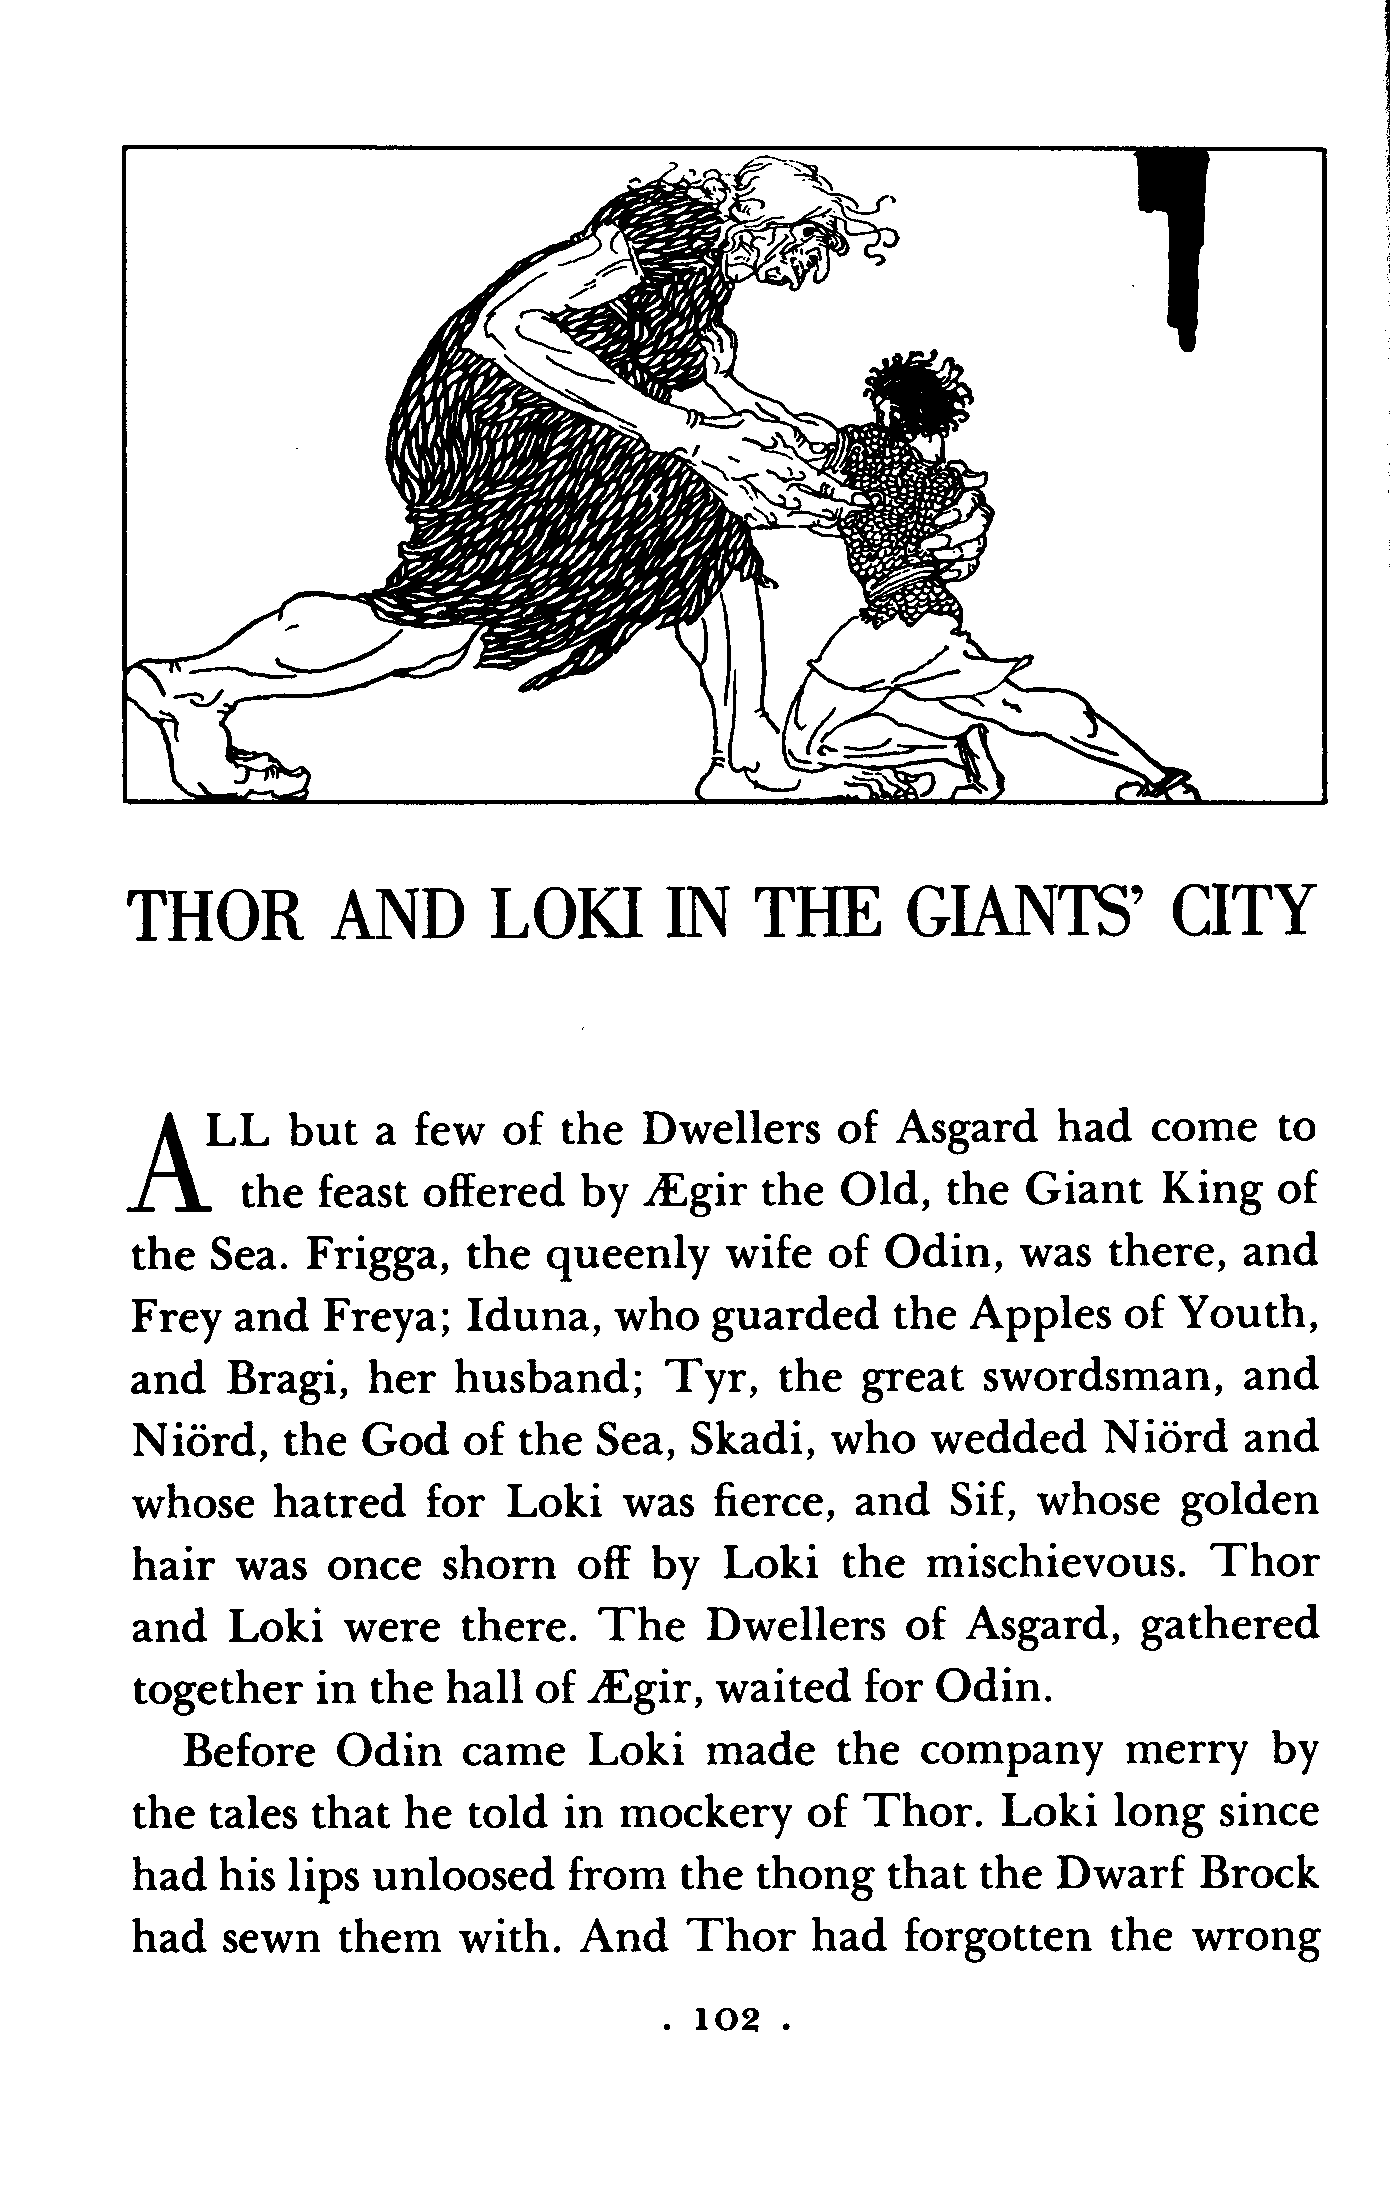 THOR AND LOKI IN THE GIANTS’ CITY
ALL but a few of the Dwellers of Asgard had come to
the feast offered by Ægir the Old, the Giant King of
the Sea. Frigga, the queenly wife of Odin, was there, and
Frey and Freya; Iduna, who guarded the Apples of Youth,
and Bragi, her husband; Tyr, the great swordsman, and
Niörd, the God of the Sea, Skadi, who wedded Niörd and
whose hatred for Loki was fierce, and Sif, whose golden
hair was once shorn off by Loki the mischievous. Thor
and Loki were there. The Dwellers of Asgard, gathered
together in the hall of Ægir, waited for Odin.
Before Odin came Loki made the company merry by
the tales that he told in mockery of Thor. Loki long since
had his lips unloosed from the thong that the Dwarf Brock
had sewn them with. And Thor had forgotten the wrong
. 102 .